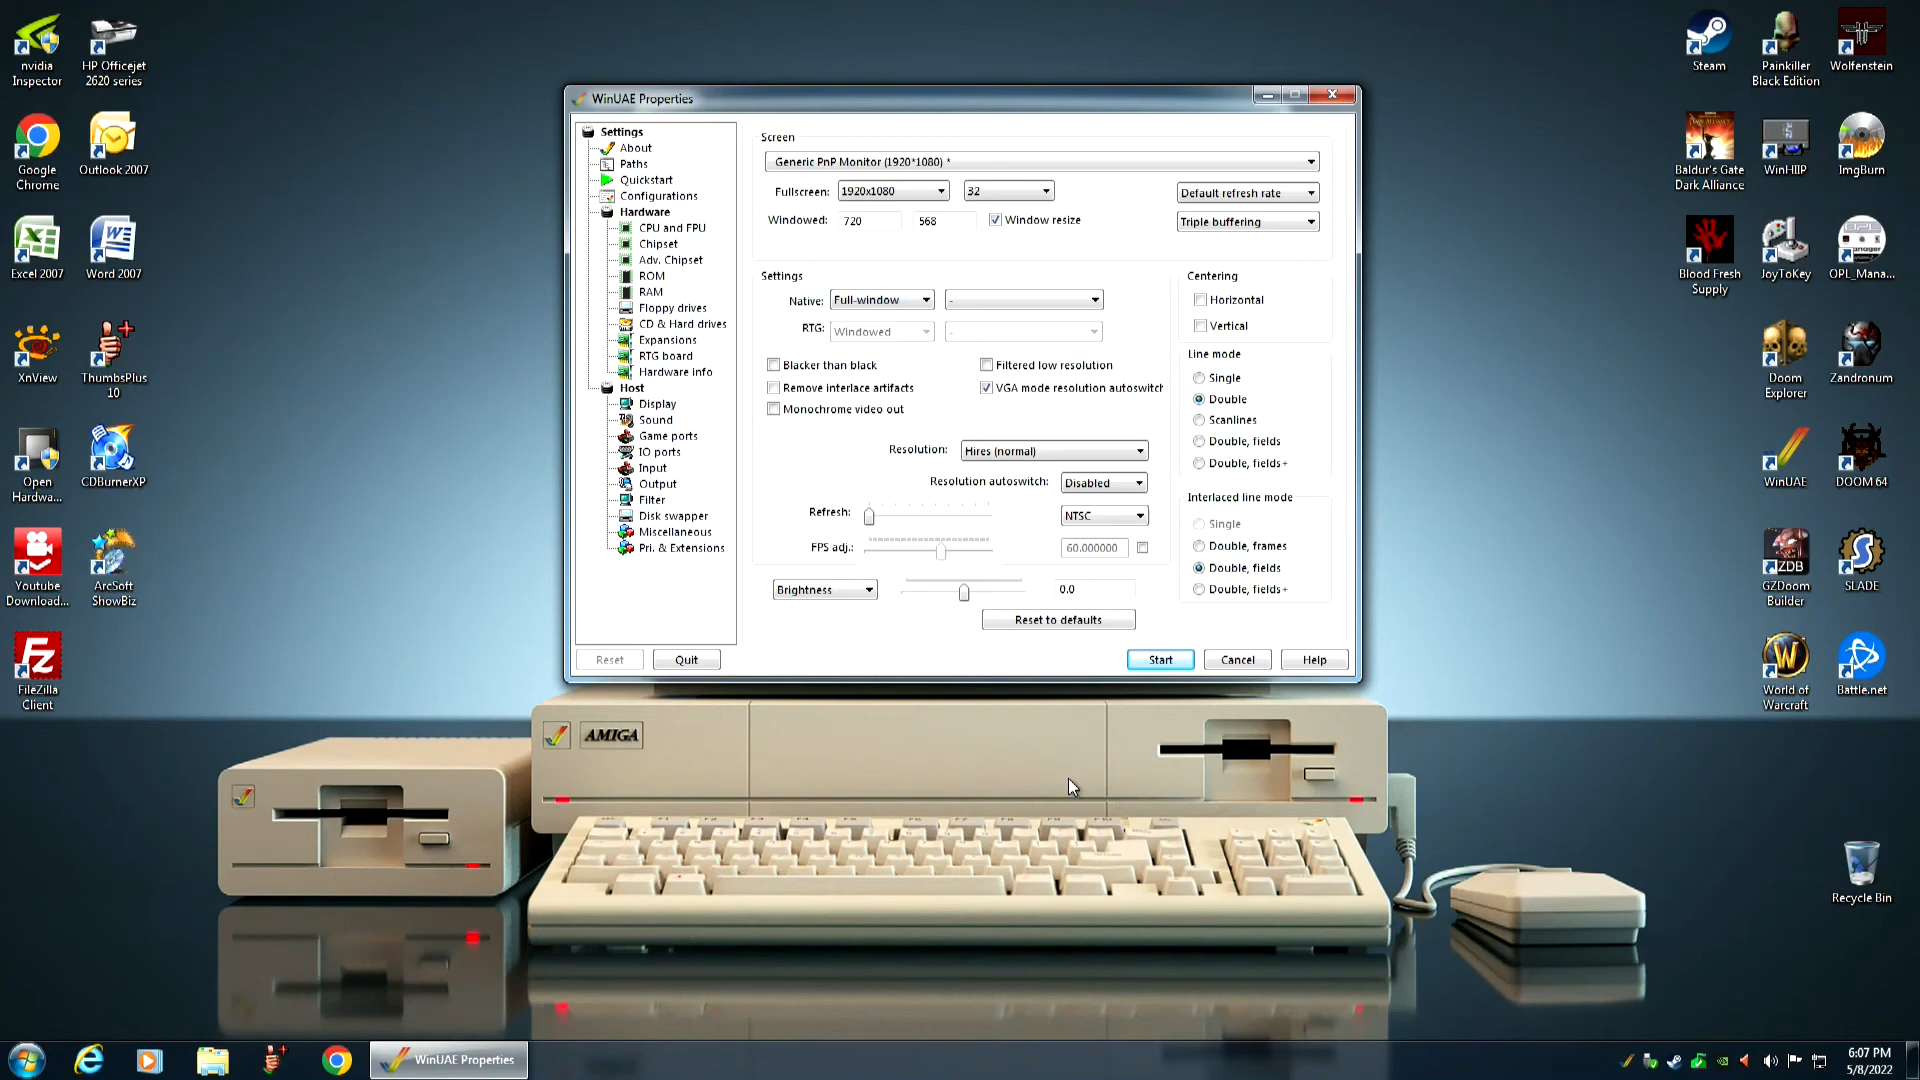 nvidia
Inspector
HP Officejet
2620 series
Google
Chrome
Outlook 2007
Excel 2007
Word 2007
XnView
ThumbsPlus
10
Open
Hardwa...
CDBurnerXP
Youtube
Download...
ArcSoft
ShowBiz
FileZilla
Client
WinUAE Properties
Settings
About
Paths
Quickstart
Configurations
Hardware
CPU and FPU
Chipset
Adv. Chipset
ROM
RAM
Floppy drives
CD & Hard drives
Expansions
RTG board
Hardware info
Host
Display
Sound
Game ports
IO ports
Input
Output
Filter
Disk swapper
Miscellaneous
Pri. & Extensions
Reset
Quit
Screen
Generic PnP Monitor (1920*1080) *
Fullscreen: 1920x1080 32 Default refresh rate
Windowed: 720 568 Window resize Triple buffering
Settings
Native: Full-window -
RTG: Windowed -
Blacker than black Filtered low resolution
Remove interlace artifacts VGA mode resolution autoswitch
Monochrome video out
Resolution: Hires (normal)
Resolution autoswitch: Disabled
Refresh: NTSC
FPS adj.: 60.000000
Brightness 0.0
Reset to defaults
Centering
Horizontal
Vertical
Line mode
Single
Double
Scanlines
Double, fields
Double, fields+
Interlaced line mode
Single
Double, frames
Double, fields
Double, fields+
Start Cancel Help
Steam
Painkiller
Black Edition
Wolfenstein
Baldur's Gate
Dark Alliance
WinHIIP
ImgBurn
Blood Fresh
Supply
JoyToKey
OPL_Mana...
Doom
Explorer
Zandronum
WinUAE
DOOM 64
ZDB
GZDoom
Builder
SLADE
World of
Warcraft
Battle.net
AMIGA
Recycle Bin
WinUAE Properties
6:07 PM
5/8/2022